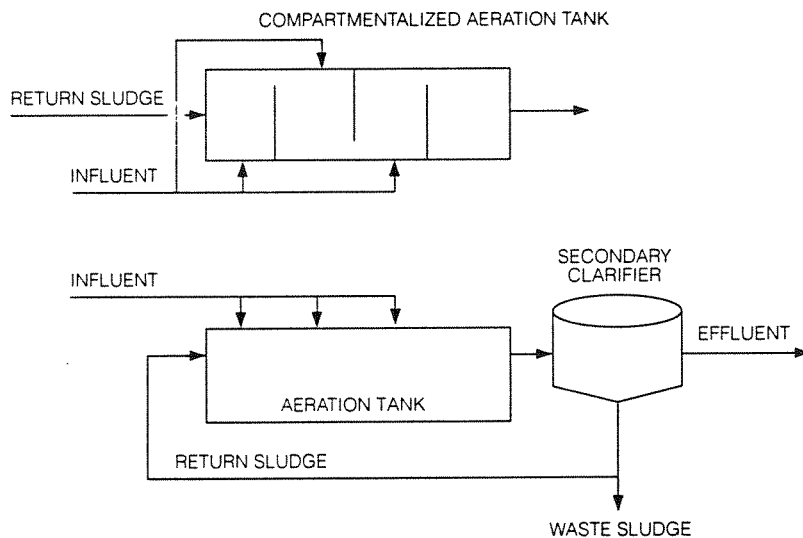 COMPARTMENTALIZED AERATION TANK
RETURN SLUDGE
INFLUENT
INFLUENT
SECONDARY
CLARIFIER
EFFLUENT
AERATION TANK
RETURN SLUDGE
WASTE SLUDGE